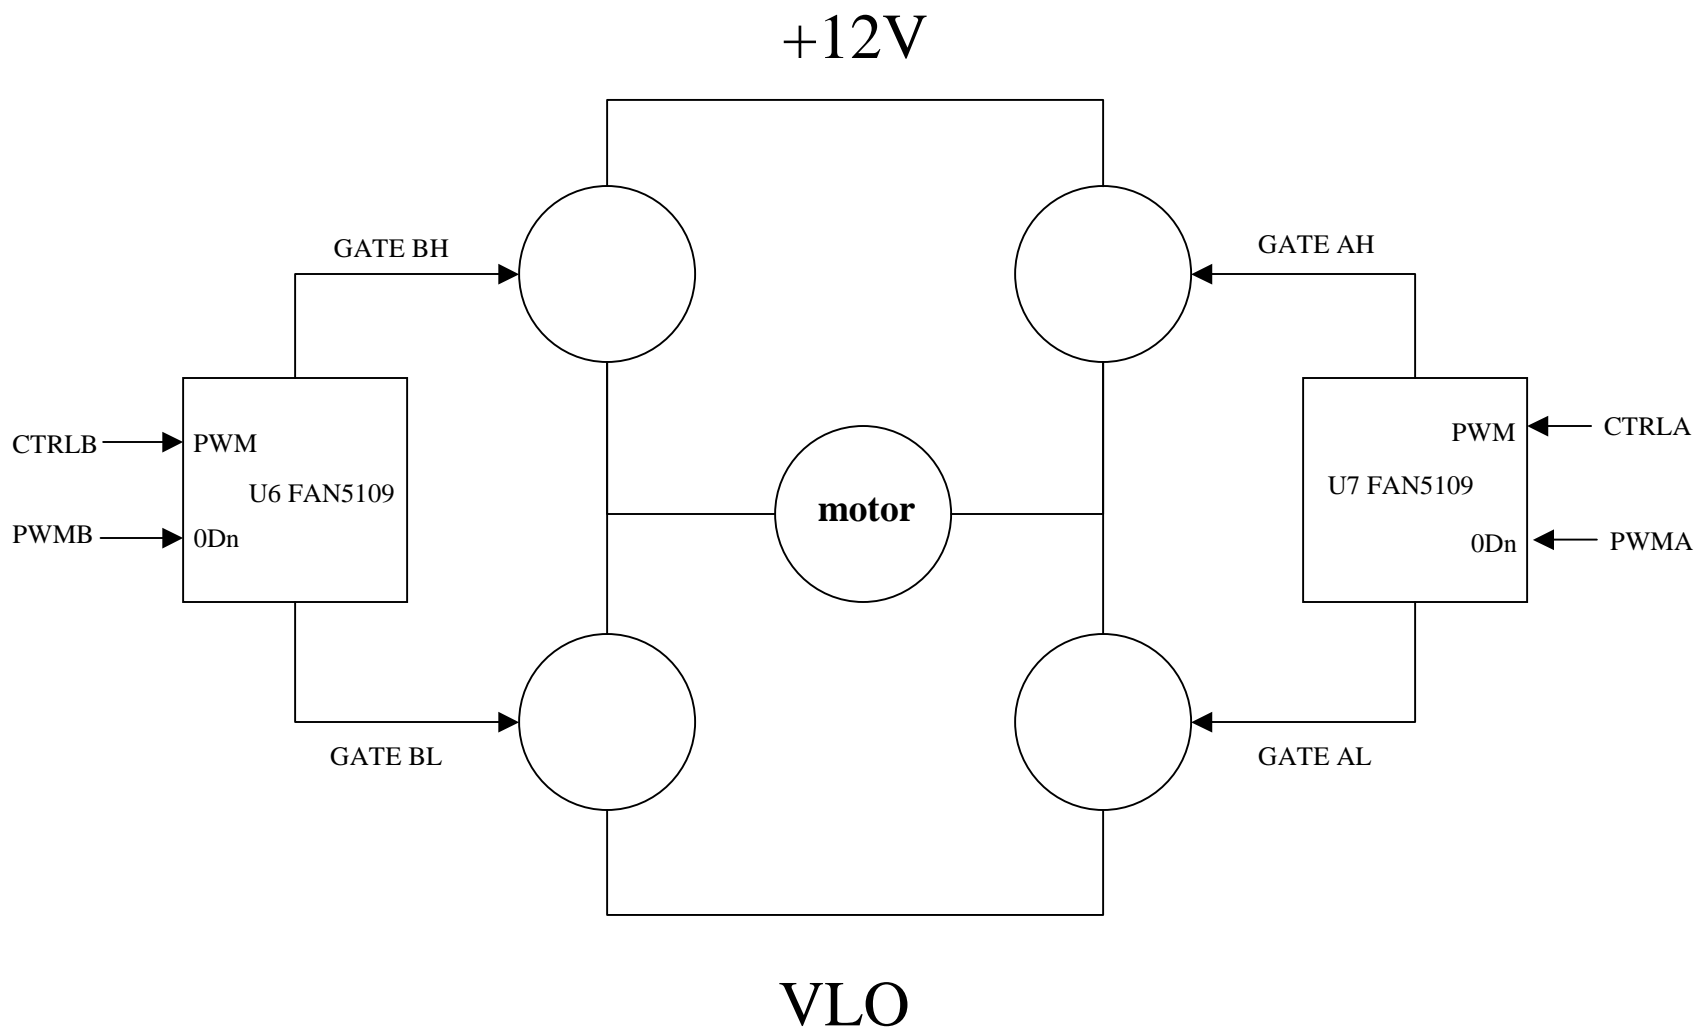 +12V
GATE BH
GATE AH
CTRLB
PWM
PWM
CTRLA
U6 FAN5109
motor
U7 FAN5109
PWMB
0Dn
0Dn
PWMA
GATE BL
GATE AL
VLO